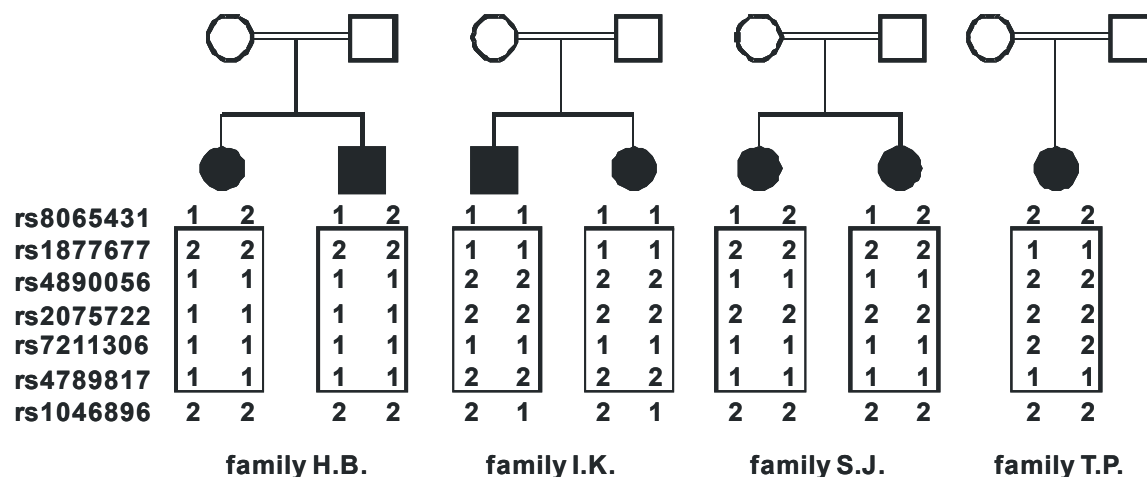 rs8065431 1 2 1 2 1 1 1 1 1 2 1 2 2 2
rs1877677 2 2 2 2 1 1 1 1 2 2 2 2 1 1
rs4890056 1 1 1 1 2 2 2 2 1 1 1 1 2 2
rs2075722 1 1 1 1 2 2 2 2 2 2 2 2 2 2
rs7211306 1 1 1 1 1 1 1 1 1 1 1 1 2 2
rs4789817 1 1 1 1 2 2 2 2 1 1 1 1 1 1
rs1046896 2 2 2 2 2 1 2 1 2 2 2 2 2 2
family H.B. family I.K. family S.J. family T.P.